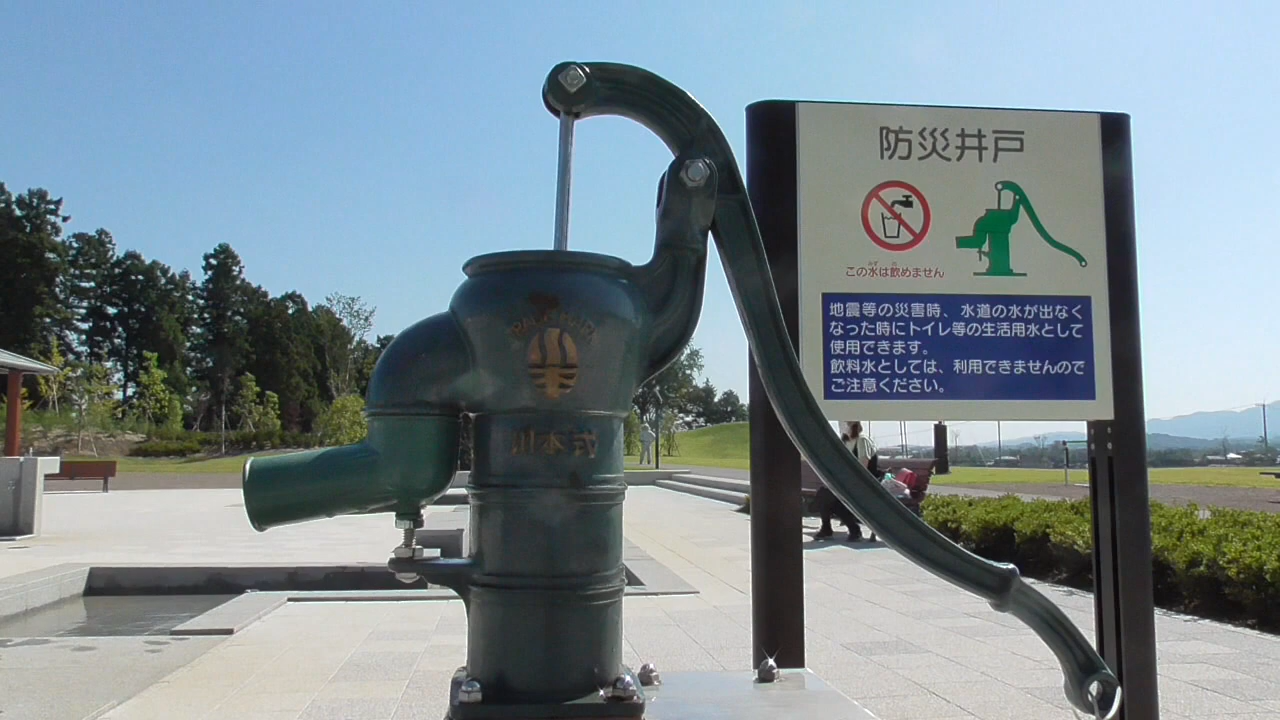 防災井戸
この水は飲めません
地震等の災害時、水道の水が出なく
なった時にトイレ等の生活用水として
使用できます。
飲料水としては、利用できませんので
ご注意ください。
川本式